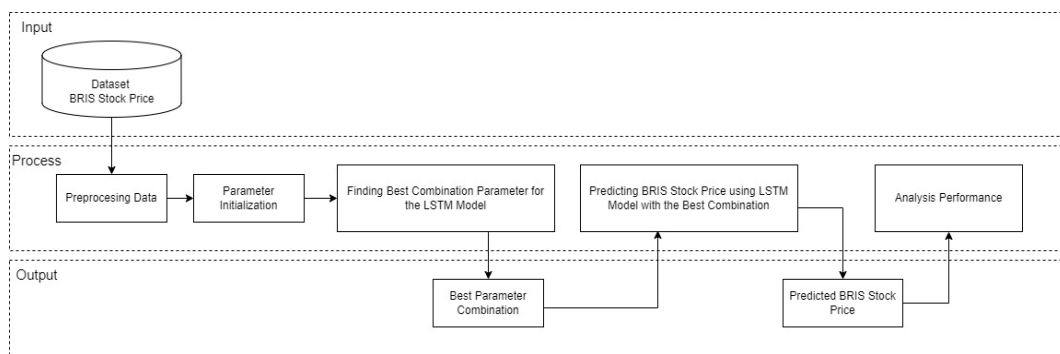 Input
Dataset
BRIS Stock Price
Process
Preprocesing Data
Parameter
Initialization
Finding Best Combination Parameter for
the LSTM Model
Predicting BRIS Stock Price using LSTM
Model with the Best Combination
Analysis Performance
Output
Best Parameter
Combination
Predicted BRIS Stock
Price